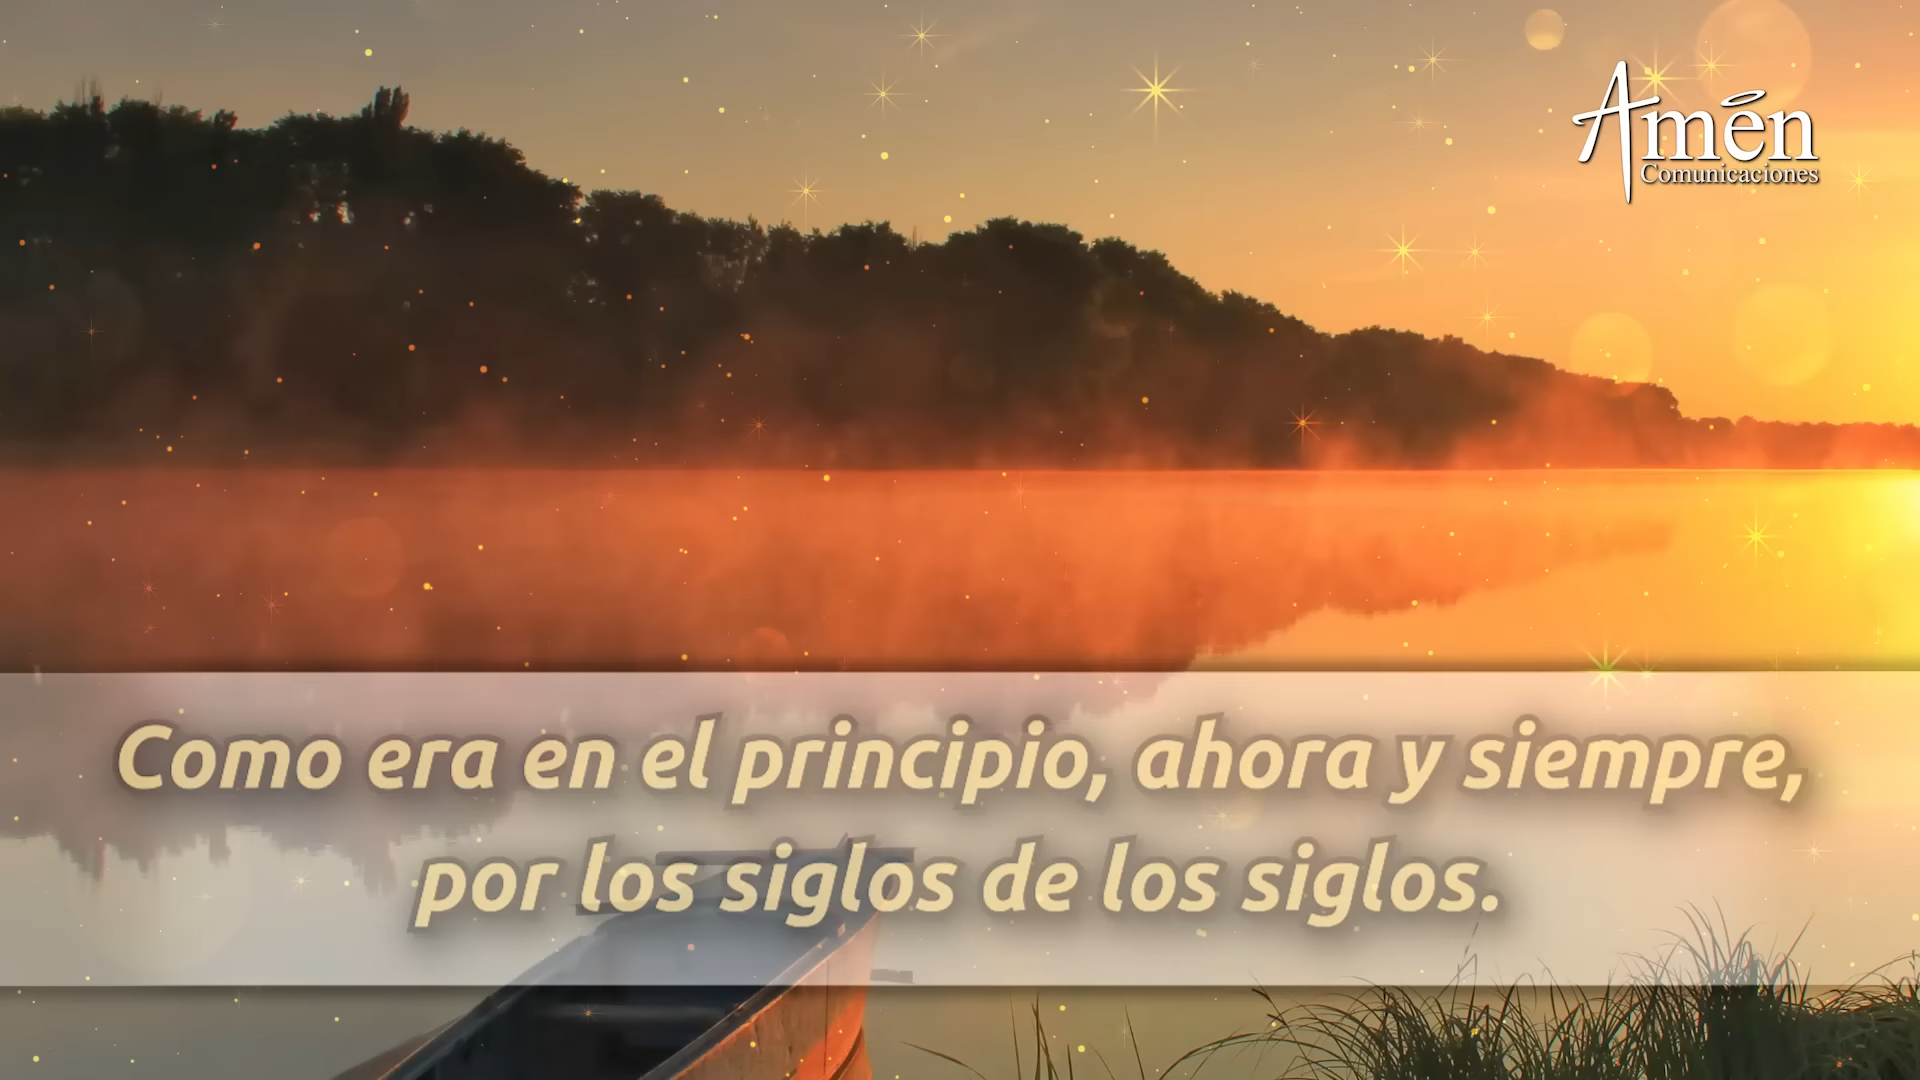 Amén
Comunicaciones
Como era en el principio, ahora y siempre,
por los siglos de los siglos.